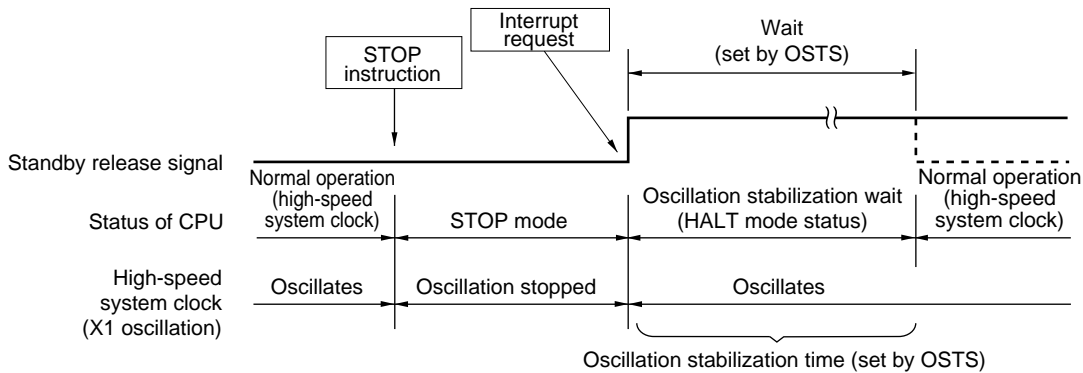 Interrupt
request
Wait
(set by OSTS)
STOP
instruction
Standby release signal
Normal operation
(high-speed
system clock)
Status of CPU
STOP mode
Oscillation stabilization wait
(HALT mode status)
Normal operation
(high-speed
system clock)
High-speed
system clock
(X1 oscillation)
Oscillates
Oscillation stopped
Oscillates
Oscillation stabilization time (set by OSTS)